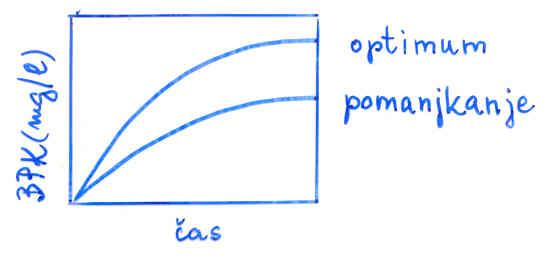 optimum
pomanjkanje
BPK (mg/l)
čas